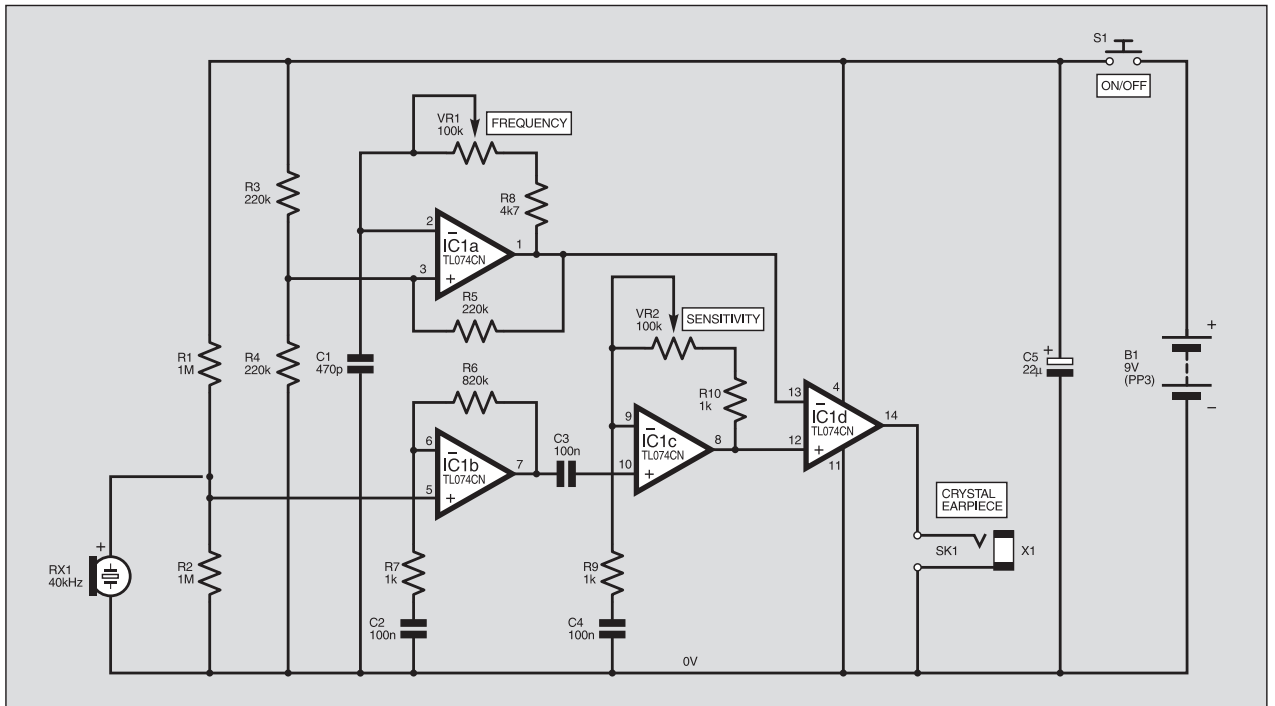 S1
ON/OFF
VR1
100k
FREQUENCY
R3
220k
R8
4k7
2
−
IC1a
TL074CN
1
3
+
R5
220k
VR2
100k
SENSITIVITY
R1
1M
R4
220k
C1
470p
R6
820k
R10
1k
C5
+
22µ
B1
9V
(PP3)
+
−
6
−
IC1b
TL074CN
7
5
+
C3
100n
9
−
IC1c
TL074CN
8
10
+
13
−
4
IC1d
TL074CN
14
12
+
11
CRYSTAL
EARPIECE
SK1
X1
RX1
40kHz
+
R2
1M
R7
1k
R9
1k
C2
100n
C4
100n
0V